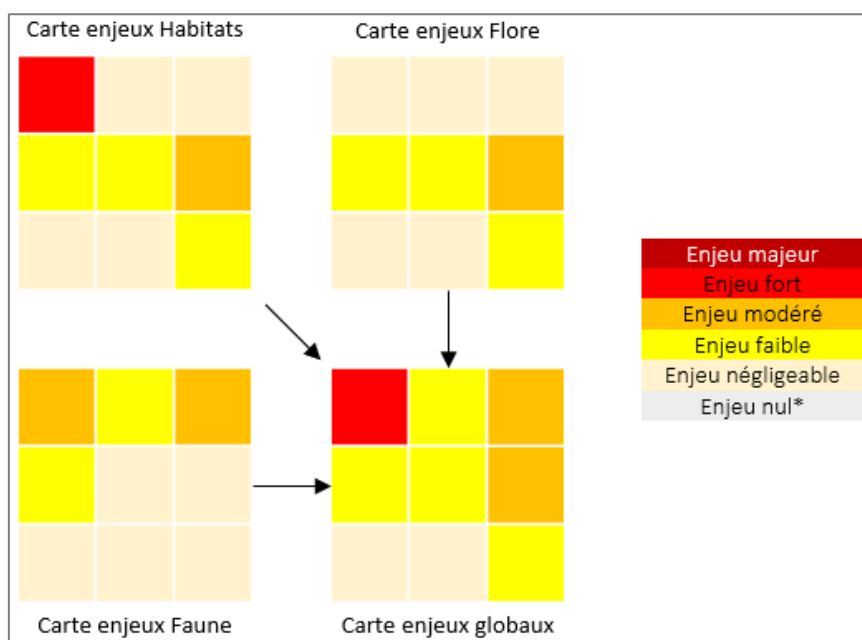 Carte enjeux Habitats
Carte enjeux Flore
Enjeu majeur
Enjeu fort
Enjeu modéré
Enjeu faible
Enjeu négligeable
Enjeu nul*
Carte enjeux Faune
Carte enjeux globaux